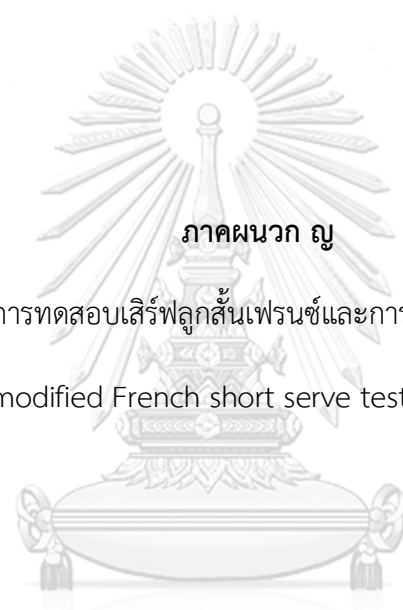 ภาคผนวก ญ
การทดสอบเสิร์ฟลูกสั้นเฟรนซ์และการ
modified French short serve test